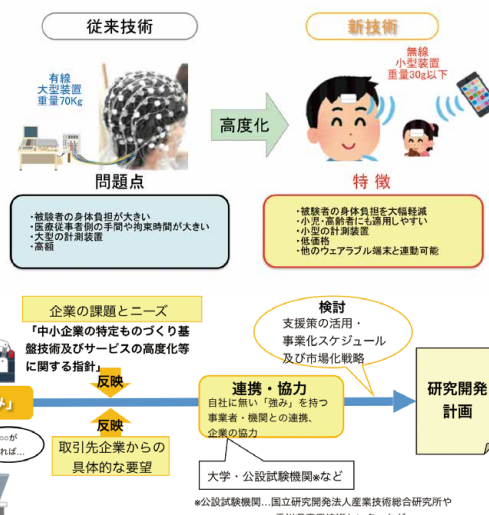 従来技術
新技術
有線
大型装置
重量70Kg
無線
小型装置
重量30g以下
高度化
問題点
特徴
・被験者の身体負担が大きい
・医療従事者側の手間や拘束時間が大きい
・大型の計測装置
・高額
・被験者の身体負担を大幅軽減
・小児・高齢者にも適用しやすい
・小型の計測装置
・低価格
・他のウェアラブル端末と連動可能
企業の課題とニーズ
「中小企業の特定ものづくり基
盤技術及びサービスの高度化等
に関する指針」
反映
検討
支援策の活用・
事業化スケジュール
及び市場化戦略
み」
連携・協力
自社に無い「強み」を持つ
事業者・機関との連携、
企業の協力
研究開発
計画
反映
○○が
れば…
取引先企業からの
具体的な要望
大学・公設試験機関※など
※公設試験機関…国立研究開発法人産業技術総合研究所や